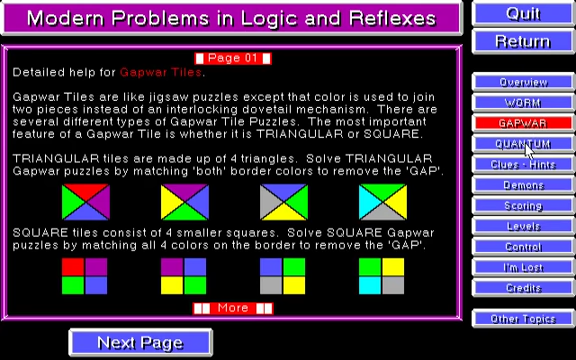 Modern Problems in Logic and Reflexes
Quit
Return
Page 01
Detailed help for Gapwar Tiles.
Gapwar Tiles are like jigsaw puzzles except that color is used to join
two pieces instead of an interlocking dovetail mechanism.  There are
several different types of Gapwar Tile Puzzles.  The most important
feature of a Gapwar Tile is whether it is TRIANGULAR or SQUARE.
TRIANGULAR tiles are made up of 4 triangles.  Solve TRIANGULAR
Gapwar puzzles by matching 'both' border colors to remove the 'GAP'.
SQUARE tiles consist of 4 smaller squares.  Solve SQUARE Gapwar
puzzles by matching all 4 colors on the border to remove the 'GAP'.
More
Next Page
Overview
WORM
GAPWAR
QUANTUM
Clues - Hints
Demons
Scoring
Levels
Control
I'm Lost
Credits
Other Topics